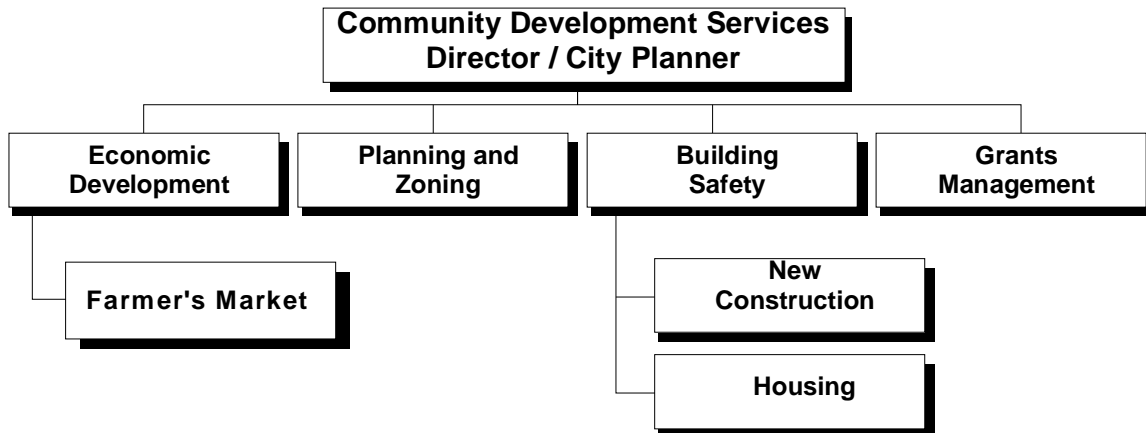 Community Development Services
Director / City Planner
Economic
Development
Planning and
Zoning
Building
Safety
Grants
Management
Farmer's Market
New
Construction
Housing